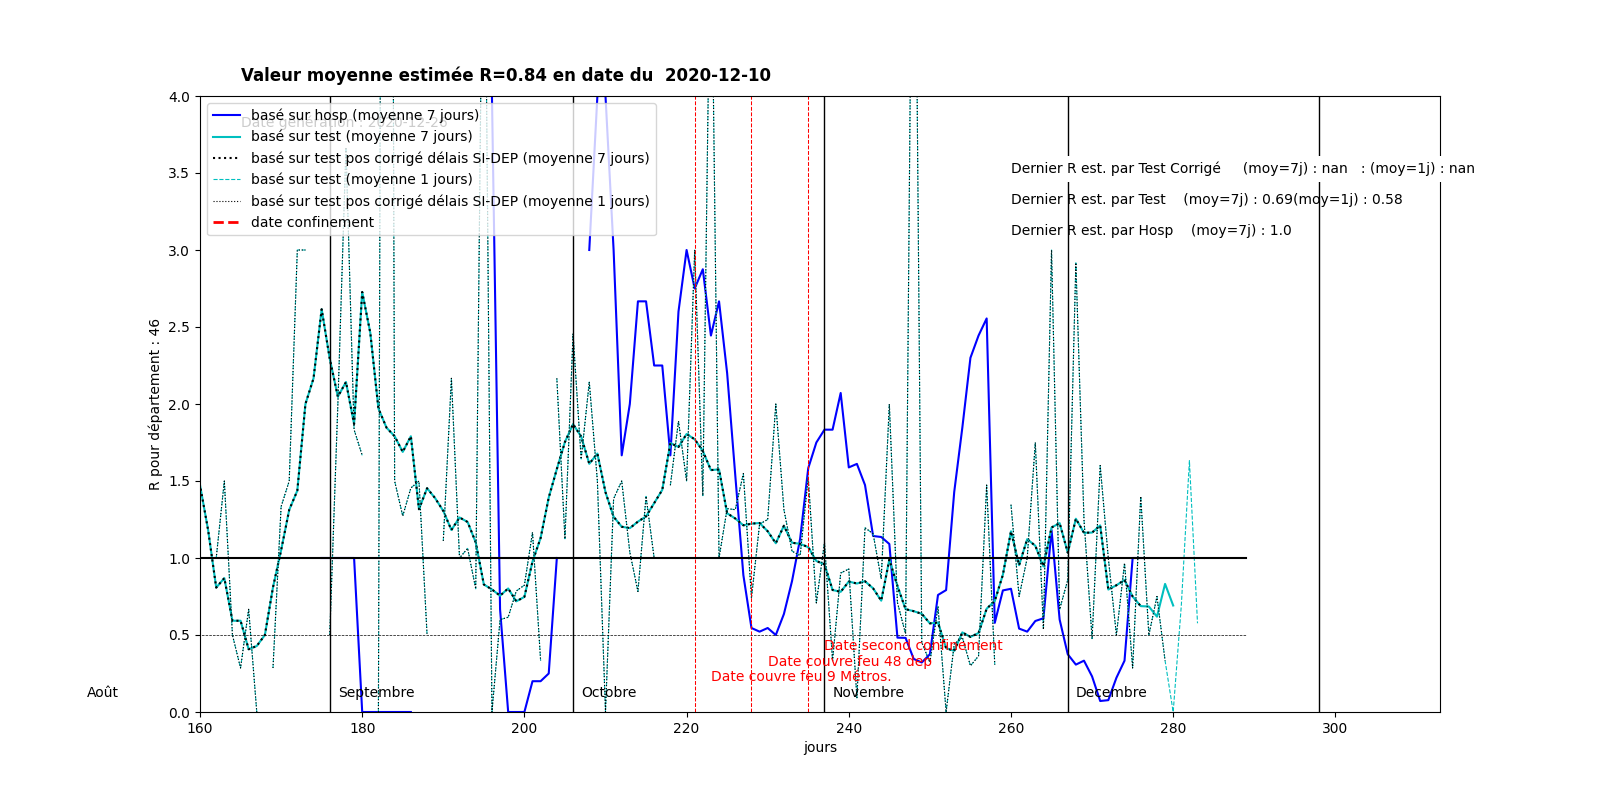 Valeur moyenne estimée R=0.84 en date du  2020-12-10
Date génération : 2020-12-20
basé sur hosp (moyenne 7 jours)
basé sur test (moyenne 7 jours)
basé sur test pos corrigé délais SI-DEP (moyenne 7 jours)
basé sur test (moyenne 1 jours)
basé sur test pos corrigé délais SI-DEP (moyenne 1 jours)
date confinement
Dernier R est. par Test Corrigé     (moy=7j) : nan   : (moy=1j) : nan
Dernier R est. par Test    (moy=7j) : 0.69(moy=1j) : 0.58
Dernier R est. par Hosp    (moy=7j) : 1.0
R pour département : 46
4.0
3.5
3.0
2.5
2.0
1.5
1.0
0.5
0.0
Date second confinement
Date couvre feu 48 dep
Date couvre feu 9 Metros.
Août
Septembre
Octobre
Novembre
Decembre
160
180
200
220
240
260
280
300
jours